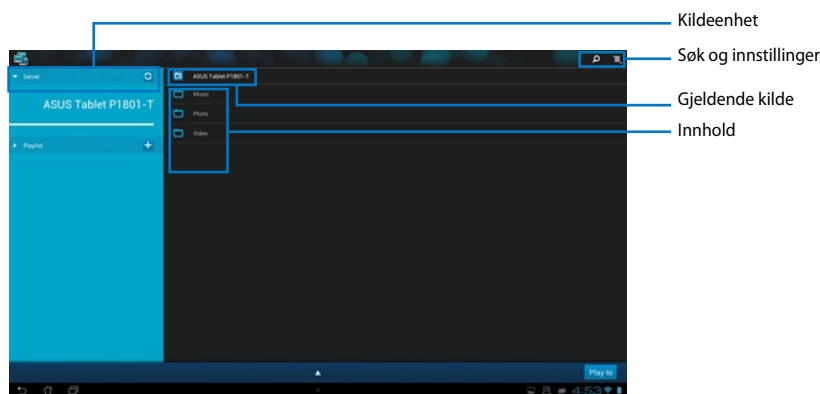 Kildeenhet
Søk og innstillinger
Server
ASUS Tablet P1801-T
Gjeldende kilde
Music
ASUS Tablet P1801-T
Photo
Innhold
Video
Playlist
Play to
4:53